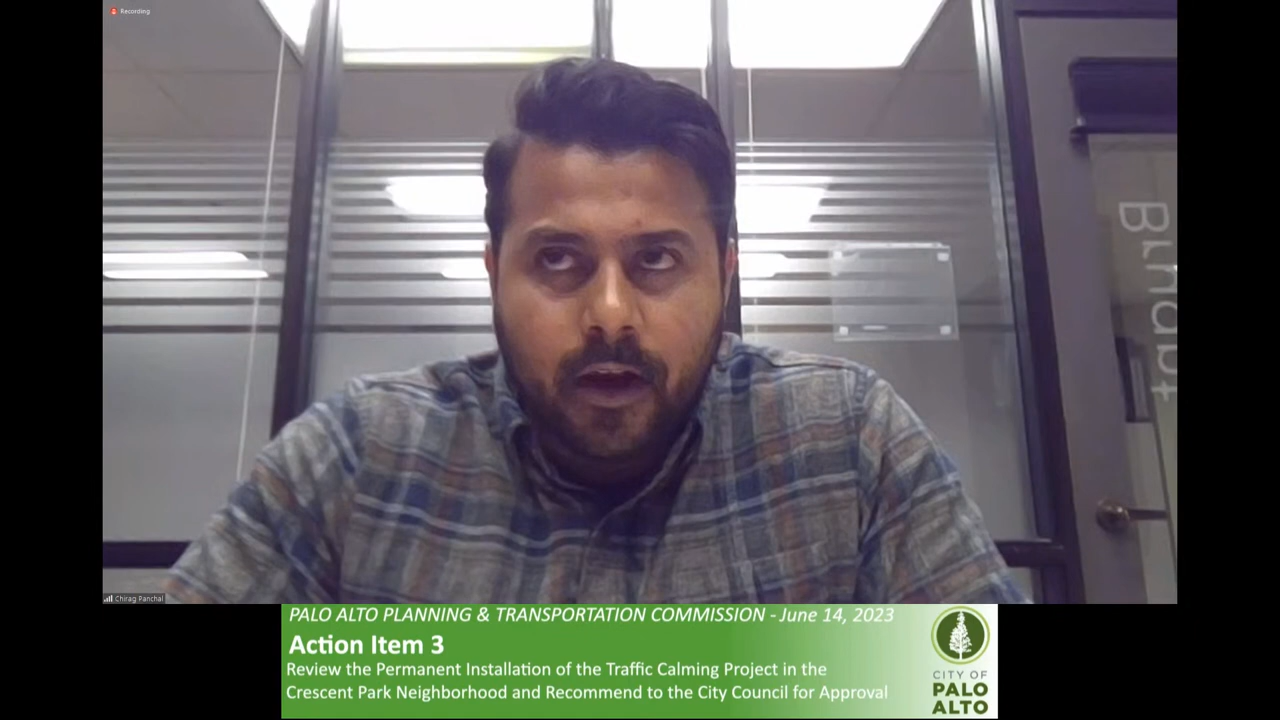 Recording
Bhabt
Chirag Panchal
PALO ALTO PLANNING & TRANSPORTATION COMMISSION - June 14, 2023
Action Item 3
Review the Permanent Installation of the Traffic Calming Project in the
Crescent Park Neighborhood and Recommend to the City Council for Approval
CITY OF
PALO
ALTO